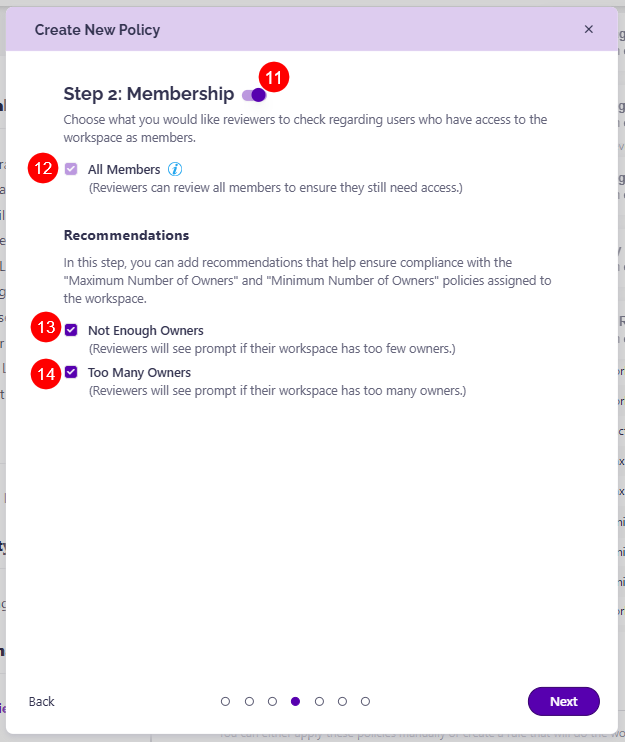 Create New Policy
×
11
Step 2: Membership
Choose what you would like reviewers to check regarding users who have access to the
workspace as members.
12
All Members i
(Reviewers can review all members to ensure they still need access.)
Recommendations
In this step, you can add recommendations that help ensure compliance with the
"Maximum Number of Owners" and "Minimum Number of Owners" policies assigned to
the workspace.
13
Not Enough Owners
(Reviewers will see prompt if their workspace has too few owners.)
14
Too Many Owners
(Reviewers will see prompt if their workspace has too many owners.)
Back
Next